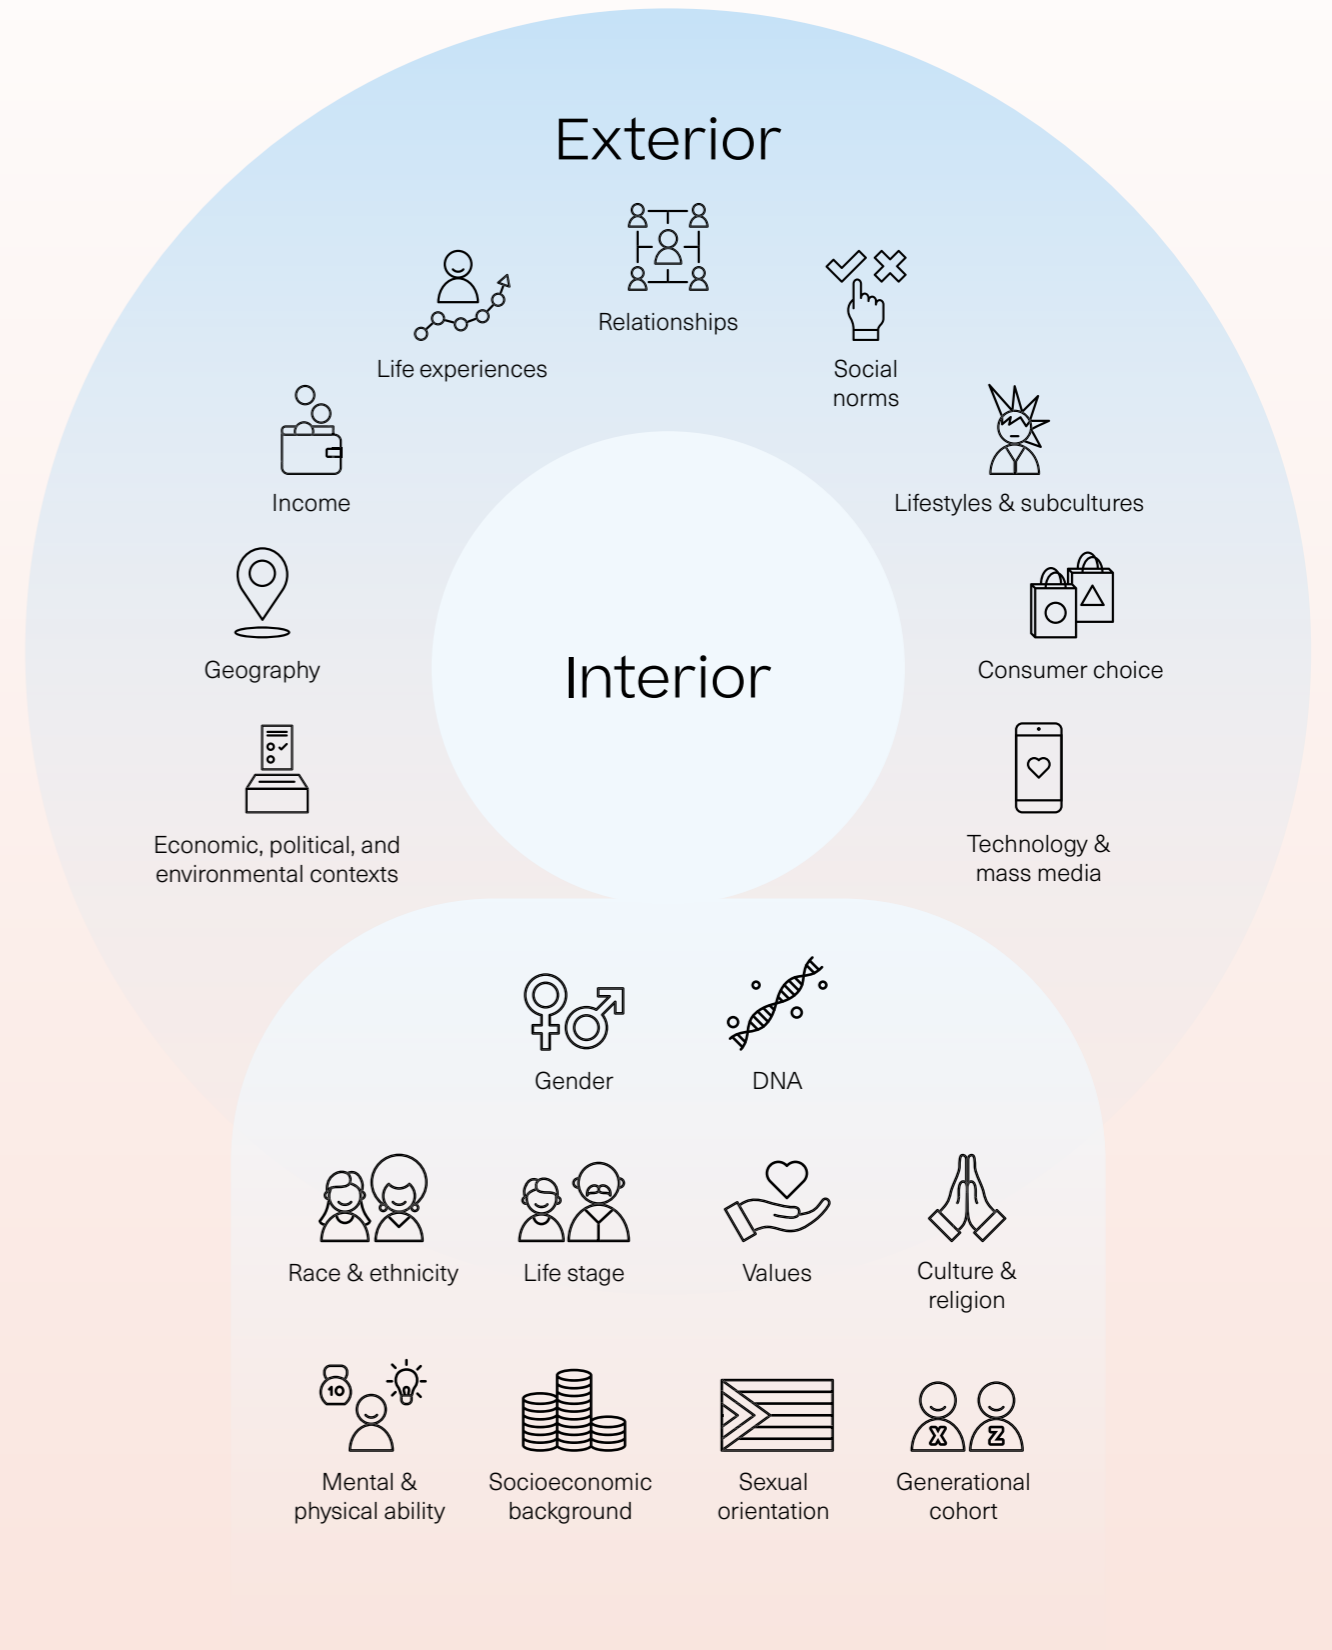 Exterior
Relationships
Life experiences
Social
norms
Income
Lifestyles & subcultures
Geography
Consumer choice
Interior
Economic, political, and
environmental contexts
Technology &
mass media
Gender
DNA
Race & ethnicity
Life stage
Values
Culture &
religion
10
X
Z
Mental &
physical ability
Socioeconomic
background
Sexual
orientation
Generational
cohort